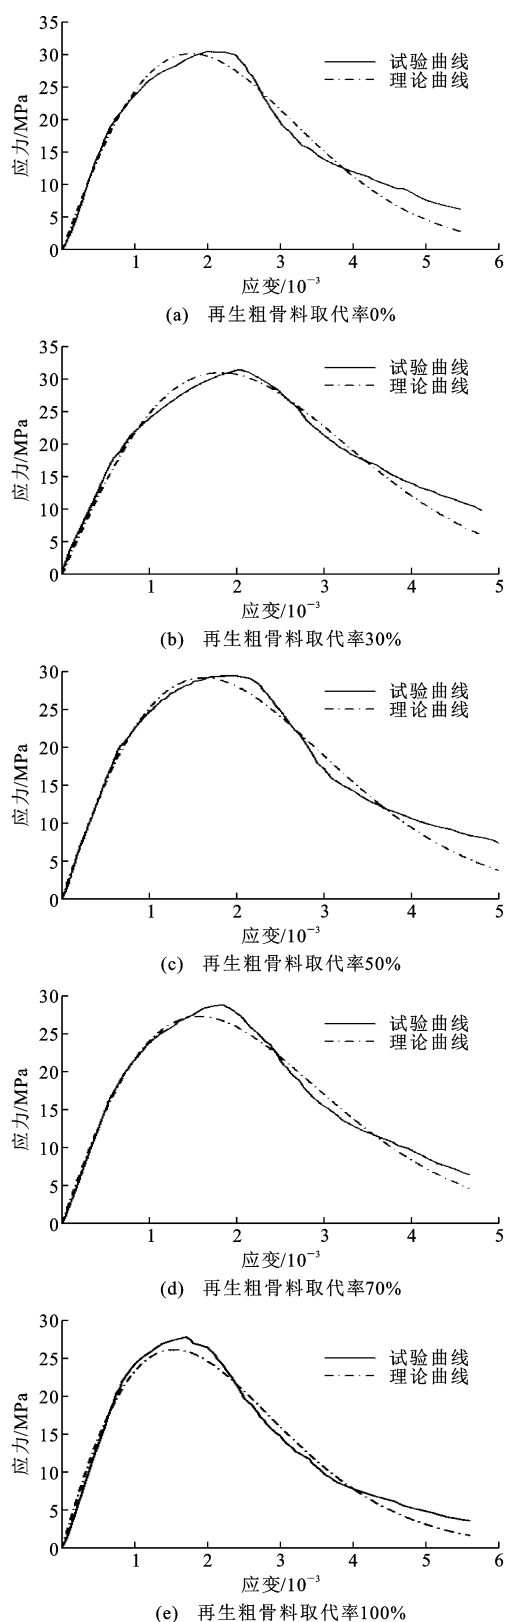 35
30
25
20
15
10
5
0
应力/MPa
试验曲线
理论曲线
1 2 3 4 5 6
应变/10⁻³
(a) 再生粗骨料取代率0%
35
30
25
20
15
10
5
0
应力/MPa
试验曲线
理论曲线
1 2 3 4 5
应变/10⁻³
(b) 再生粗骨料取代率30%
30
25
20
15
10
5
0
应力/MPa
试验曲线
理论曲线
1 2 3 4 5
应变/10⁻³
(c) 再生粗骨料取代率50%
30
25
20
15
10
5
0
应力/MPa
试验曲线
理论曲线
1 2 3 4 5
应变/10⁻³
(d) 再生粗骨料取代率70%
30
25
20
15
10
5
0
应力/MPa
试验曲线
理论曲线
1 2 3 4 5 6
应变/10⁻³
(e) 再生粗骨料取代率100%